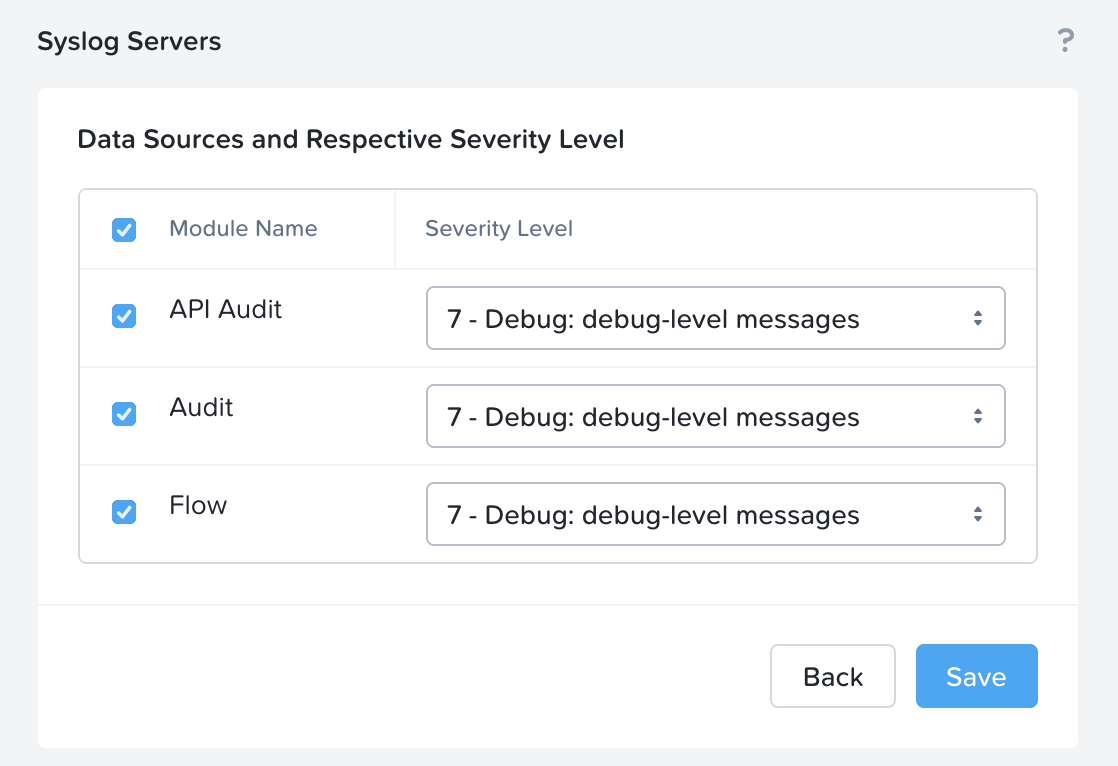 Syslog Servers
?
Data Sources and Respective Severity Level
Module Name
Severity Level
API Audit
7 - Debug: debug-level messages
Audit
7 - Debug: debug-level messages
Flow
7 - Debug: debug-level messages
Back
Save